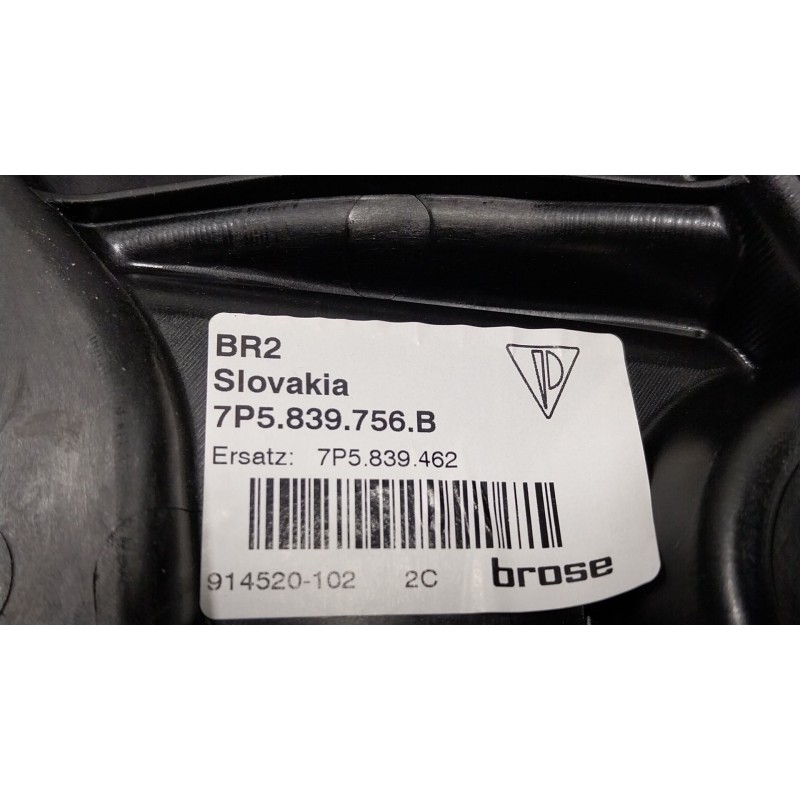 BR2
Slovakia
7P5.839.756.B
Ersatz: 7P5.839.462
914520-102 2C brose